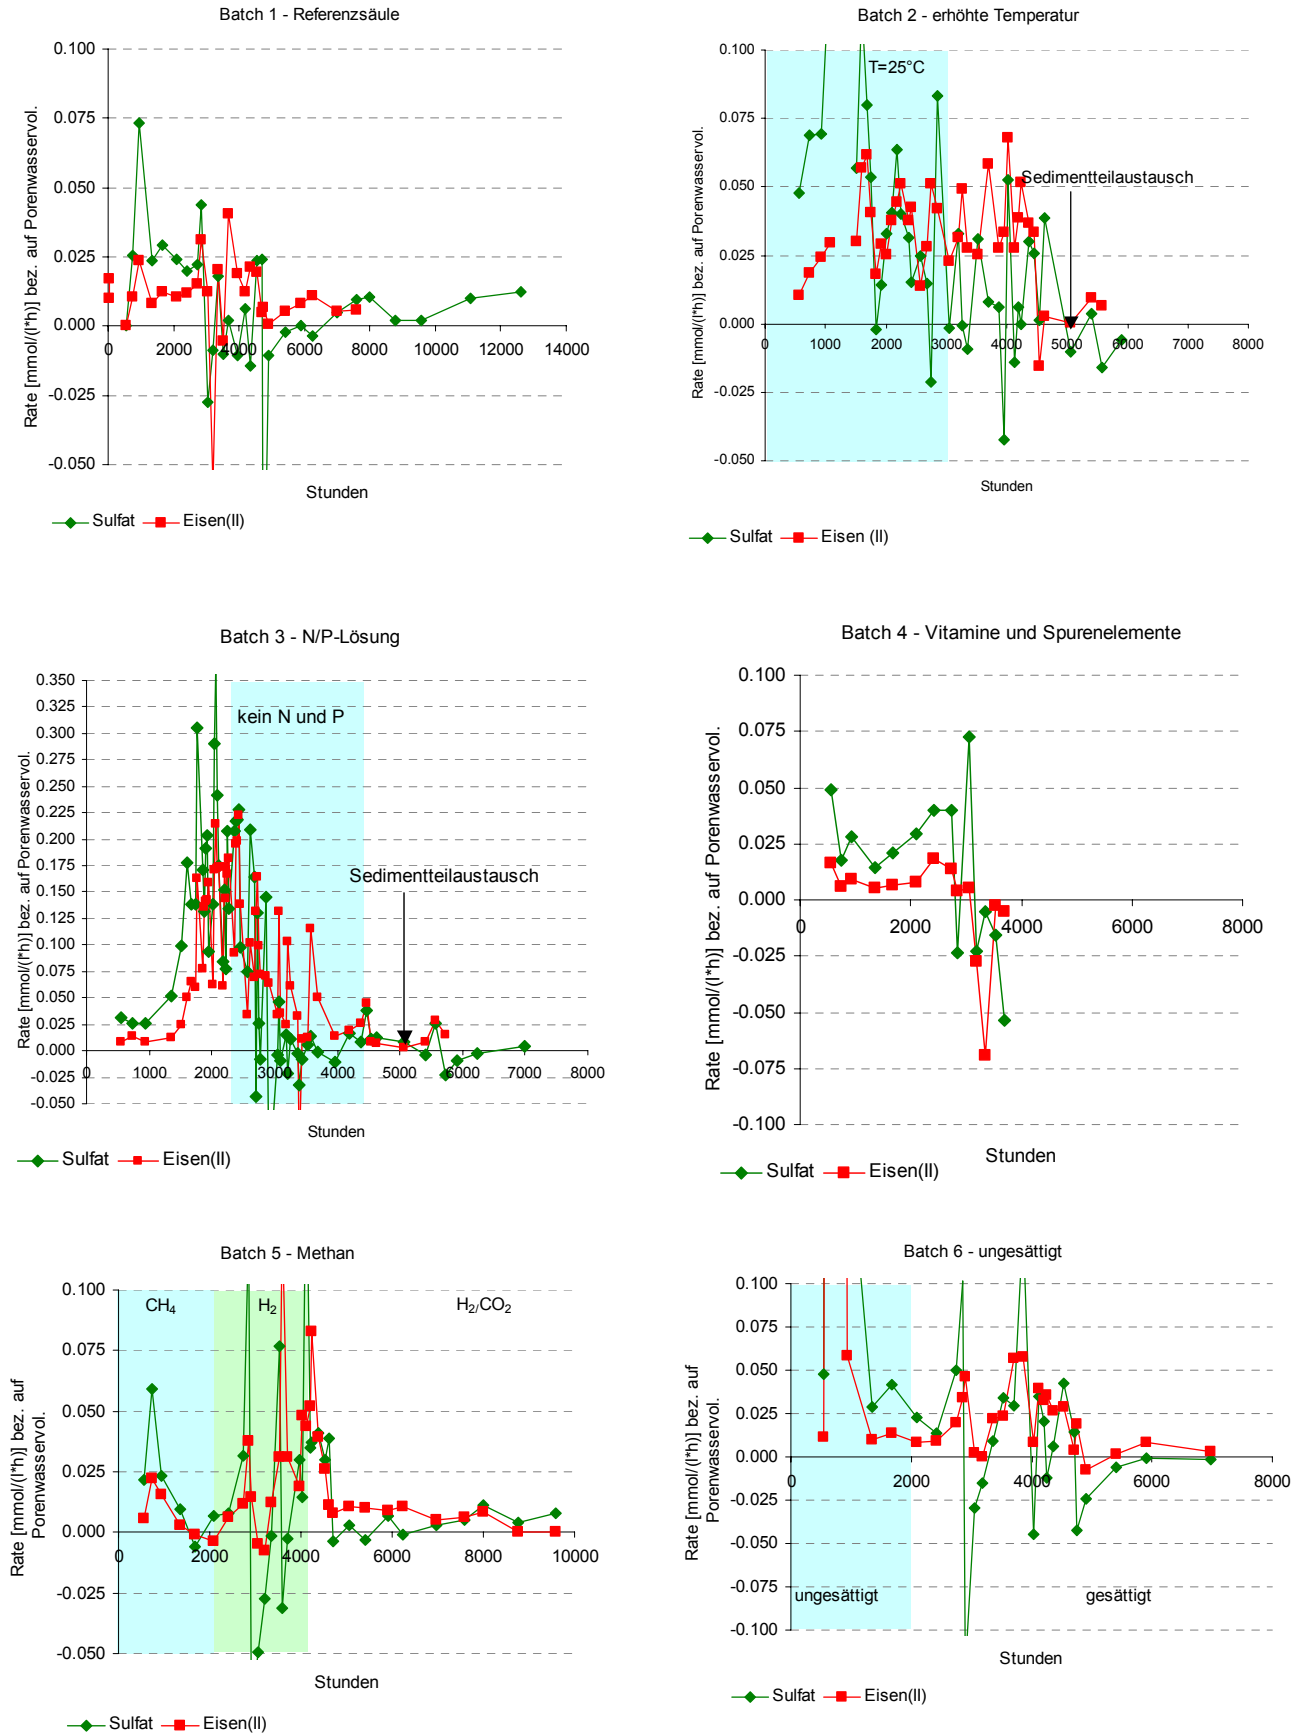 Batch 1 - Referenzsäule
Rate [mmol/(l*h)] bez. auf Porenwasservol.
0.100
0.075
0.050
0.025
0.000
-0.025
-0.050
0 2000 4000 6000 8000 10000 12000 14000
Stunden
Sulfat Eisen(II)
Batch 2 - erhöhte Temperatur
Rate [mmol/(l*h)] bez. auf Porenwasservol.
0.100
0.075
0.050
0.025
0.000
-0.025
-0.050
T=25°C
Sedimentteilaustausch
0 1000 2000 3000 4000 5000 6000 7000 8000
Stunden
Sulfat Eisen (II)
Batch 3 - N/P-Lösung
Rate [mmol/(l*h)] bez. auf Porenwasservol.
0.350
0.325
0.300
0.275
0.250
0.225
0.200
0.175
0.150
0.125
0.100
0.075
0.050
0.025
0.000
-0.025
-0.050
kein N und P
Sedimentteilaustausch
0 1000 2000 3000 4000 5000 6000 7000 8000
Stunden
Sulfat Eisen(II)
Batch 4 - Vitamine und Spurenelemente
Rate [mmol/(l*h)] bez. auf Porenwasservol.
0.100
0.075
0.050
0.025
0.000
-0.025
-0.050
-0.075
-0.100
0 2000 4000 6000 8000
Stunden
Sulfat Eisen(II)
Batch 5 - Methan
Rate [mmol/(l*h)] bez. auf
Porenwasservol.
0.100
0.075
0.050
0.025
0.000
-0.025
-0.050
CH₄ H₂ H₂/CO₂
0 2000 4000 6000 8000 10000
Stunden
Sulfat Eisen(II)
Batch 6 - ungesättigt
Rate [mmol/(l*h)] bez. auf
Porenwasservol.
0.100
0.075
0.050
0.025
0.000
-0.025
-0.050
-0.075
-0.100
0 2000 4000 6000 8000
ungesättigt gesättigt
Stunden
Sulfat Eisen(II)